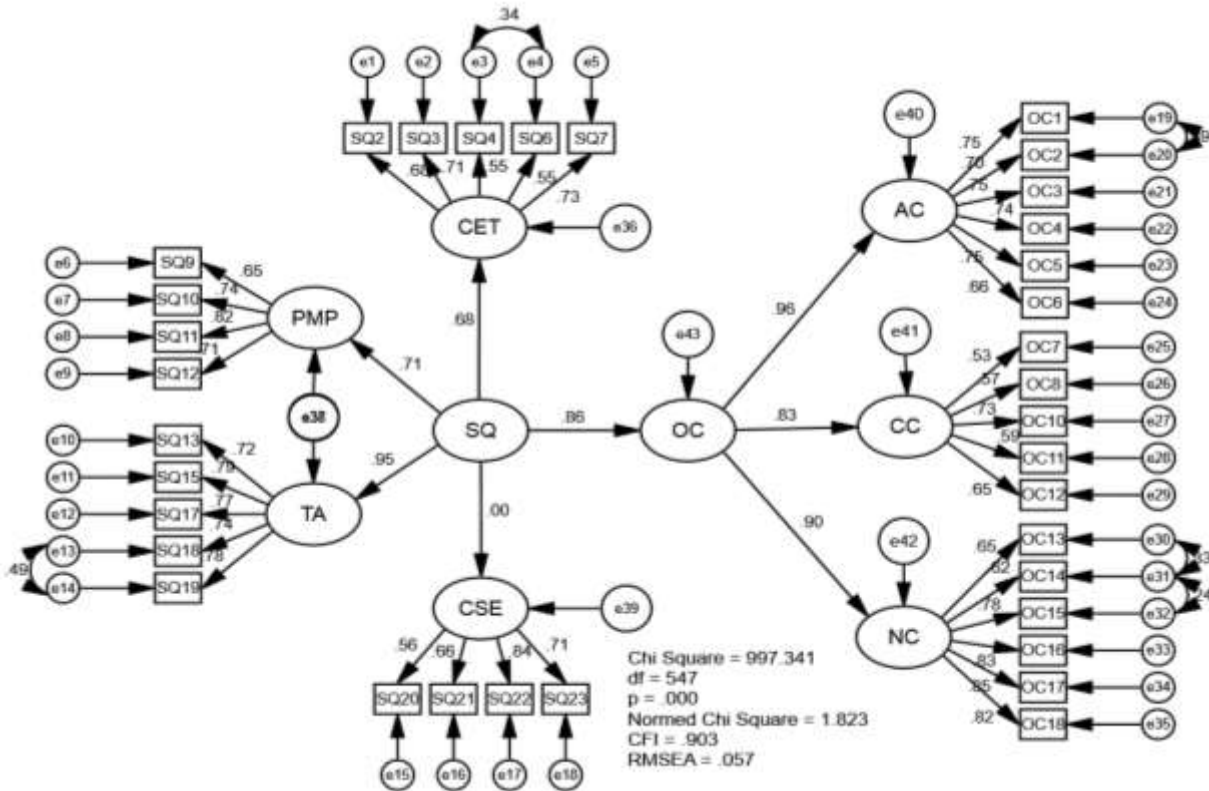 .34
e1 e2 e3 e4 e5
SQ2 SQ3 SQ4 SQ6 SQ7
.68 .71 .55 .55 .73
CET
e36
.68
e6 SQ9 .65
e7 SQ10 .74
e8 SQ11 .82
e9 SQ12 .71
PMP
.71
e38
e10 SQ13 .72
e11 SQ15 .79
e12 SQ17 .77
e13 SQ18 .74
e14 SQ19 .78
.49
TA
.95
SQ
.86
.00
CSE
e39
.56 .66 .84 .71
SQ20 SQ21 SQ22 SQ23
e15 e16 e17 e18
e43
OC
.96
.83
.90
e40
AC
.75 OC1 e19
.70 OC2 e20
.75 OC3 e21
.74 OC4 e22
.75 OC5 e23
.66 OC6 e24
e41
CC
.53 OC7 e25
.57 OC8 e26
.73 OC10 e27
.59 OC11 e28
.65 OC12 e29
e42
NC
.65 OC13 e30
OC14 e31
.78 OC15 e32
OC16 e33
.83 OC17 e34
.85
.82 OC18 e35
Chi Square = 997.341
df = 547
p = .000
Normed Chi Square = 1.823
CFI = .903
RMSEA = .057